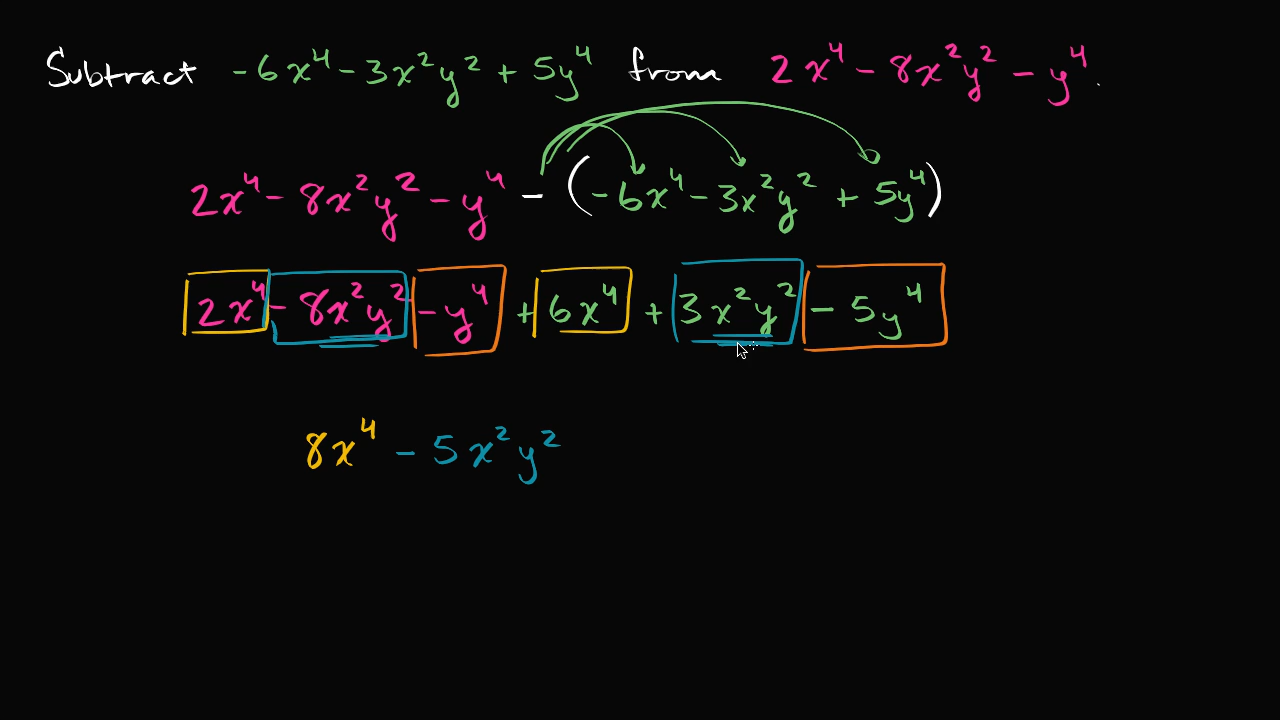 Subtract -6x⁴ - 3x²y² + 5y⁴ from 2x⁴ - 8x²y² - y⁴.
2x⁴ - 8x²y² - y⁴ - (-6x⁴ - 3x²y² + 5y⁴)
2x⁴ - 8x²y² - y⁴ + 6x⁴ + 3x²y² - 5y⁴
8x⁴ - 5x²y²